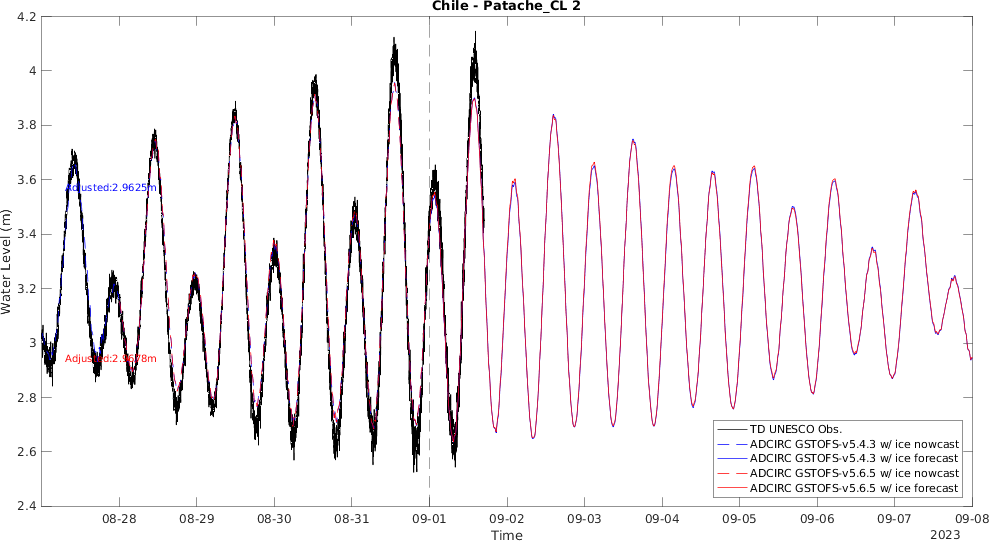 Chile - Patache_CL 2
4.2
4
3.8
3.6
3.4
3.2
3
2.8
2.6
2.4
Water Level (m)
Adjusted:2.9625m
Adjusted:2.9678m
TD UNESCO Obs.
ADCIRC GSTOFS-v5.4.3 w/ ice nowcast
ADCIRC GSTOFS-v5.4.3 w/ ice forecast
ADCIRC GSTOFS-v5.6.5 w/ ice nowcast
ADCIRC GSTOFS-v5.6.5 w/ ice forecast
08-28 08-29 08-30 08-31 09-01 09-02 09-03 09-04 09-05 09-06 09-07 09-08
Time
2023